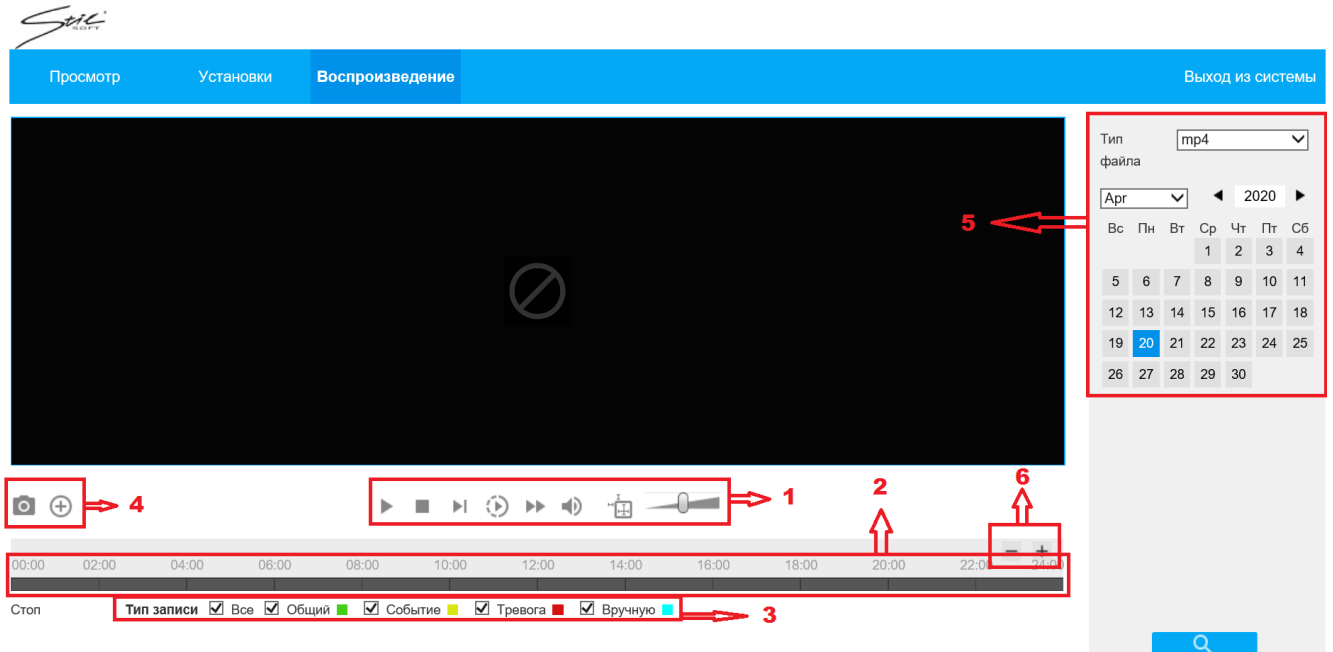 Stil
SOFT
Просмотр Установки Воспроизведение Выход из системы
Тип файла mp4
Apr 2020
Вс Пн Вт Ср Чт Пт Сб
1 2 3 4
5 6 7 8 9 10 11
12 13 14 15 16 17 18
19 20 21 22 23 24 25
26 27 28 29 30
5
4 1 2 6
00:00 02:00 04:00 06:00 08:00 10:00 12:00 14:00 16:00 18:00 20:00 22:00 24:00
Стоп Тип записи Все Общий Событие Тревога Вручную 3